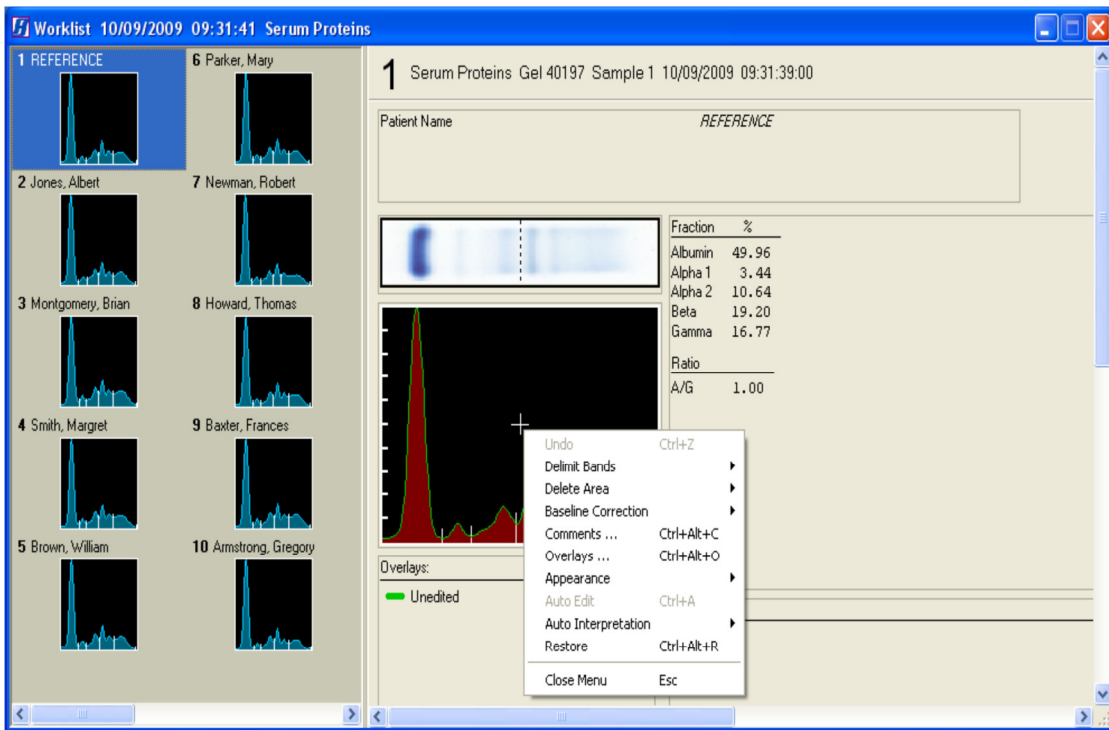 Worklist 10/09/2009 09:31:41 Serum Proteins
1 REFERENCE
6 Parker, Mary
2 Jones, Albert
7 Newman, Robert
3 Montgomery, Brian
8 Howard, Thomas
4 Smith, Margret
9 Baxter, Frances
5 Brown, William
10 Armstrong, Gregory
1 Serum Proteins Gel 40197 Sample 1 10/09/2009 09:31:39:00
Patient Name REFERENCE
Fraction %
Albumin 49.96
Alpha 1 3.44
Alpha 2 10.64
Beta 19.20
Gamma 16.77
Ratio
A/G 1.00
Undo Ctrl+Z
Delimit Bands
Delete Area
Baseline Correction
Comments ... Ctrl+Alt+C
Overlays ... Ctrl+Alt+O
Appearance
Auto Edit Ctrl+A
Auto Interpretation
Restore Ctrl+Alt+R
Close Menu Esc
Overlays:
Unedited